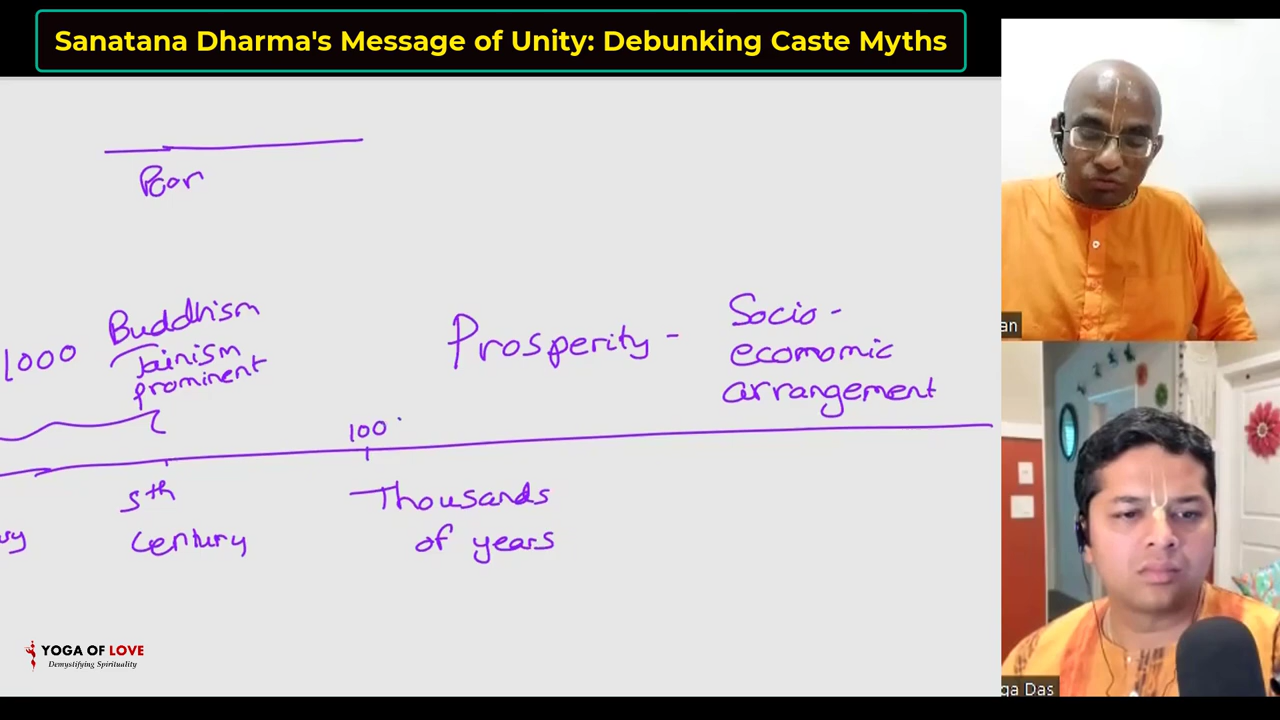 Sanatana Dharma's Message of Unity: Debunking Caste Myths
Poor
1000
Buddhism
Jainism
prominent
Prosperity -
Socio-
ecomomic
arrangement
100
5th
century
Thousands
of years
YOGA OF LOVE
Demystifying Spirituality
an
ga Das